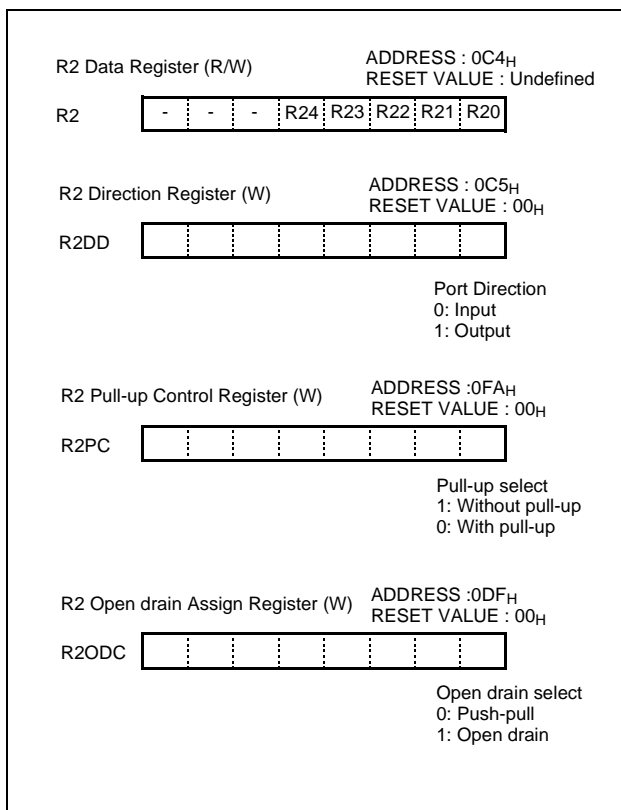 R2 Data Register (R/W) ADDRESS : 0C4H
RESET VALUE : Undefined
R2 - - - R24 R23 R22 R21 R20
R2 Direction Register (W) ADDRESS : 0C5H
RESET VALUE : 00H
R2DD
Port Direction
0: Input
1: Output
R2 Pull-up Control Register (W) ADDRESS :0FAH
RESET VALUE : 00H
R2PC
Pull-up select
1: Without pull-up
0: With pull-up
R2 Open drain Assign Register (W) ADDRESS :0DFH
RESET VALUE : 00H
R2ODC
Open drain select
0: Push-pull
1: Open drain